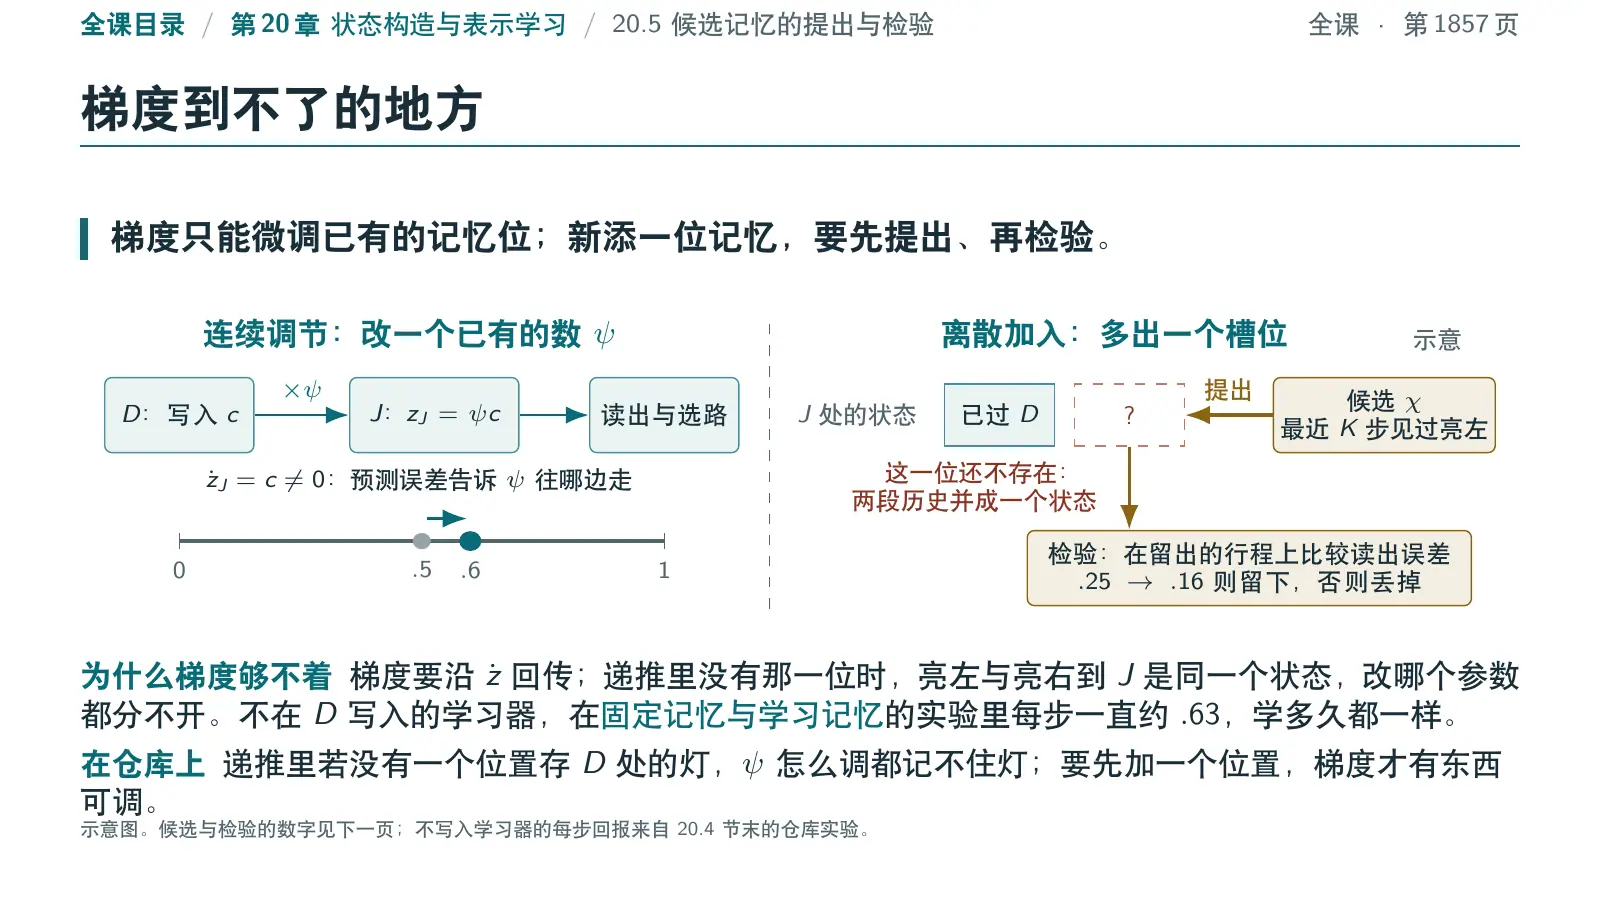 全课目录 / 第 20 章 状态构造与表示学习 / 20.5 候选记忆的提出与检验
全课 · 第 1857 页
梯度到不了的地方
梯度只能微调已有的记忆位；新添一位记忆，要先提出、再检验。
连续调节：改一个已有的数 ψ
D：写入 c
×ψ
J：z_J = ψc
读出与选路
ż_J = c ≠ 0：预测误差告诉 ψ 往哪边走
0
.5
.6
1
离散加入：多出一个槽位
示意
J 处的状态
已过 D
?
提出
候选 χ
最近 K 步见过亮左
这一位还不存在：
两段历史并成一个状态
检验：在留出的行程上比较读出误差
.25 → .16 则留下，否则丢掉
为什么梯度够不着 梯度要沿 ż 回传；递推里没有那一位时，亮左与亮右到 J 是同一个状态，改哪个参数
都分不开。不在 D 写入的学习器，在固定记忆与学习记忆的实验里每步一直约 .63，学多久都一样。
在仓库上 递推里若没有一个位置存 D 处的灯，ψ 怎么调都记不住灯；要先加一个位置，梯度才有东西
可调。
示意图。候选与检验的数字见下一页；不写入学习器的每步回报来自 20.4 节末的仓库实验。